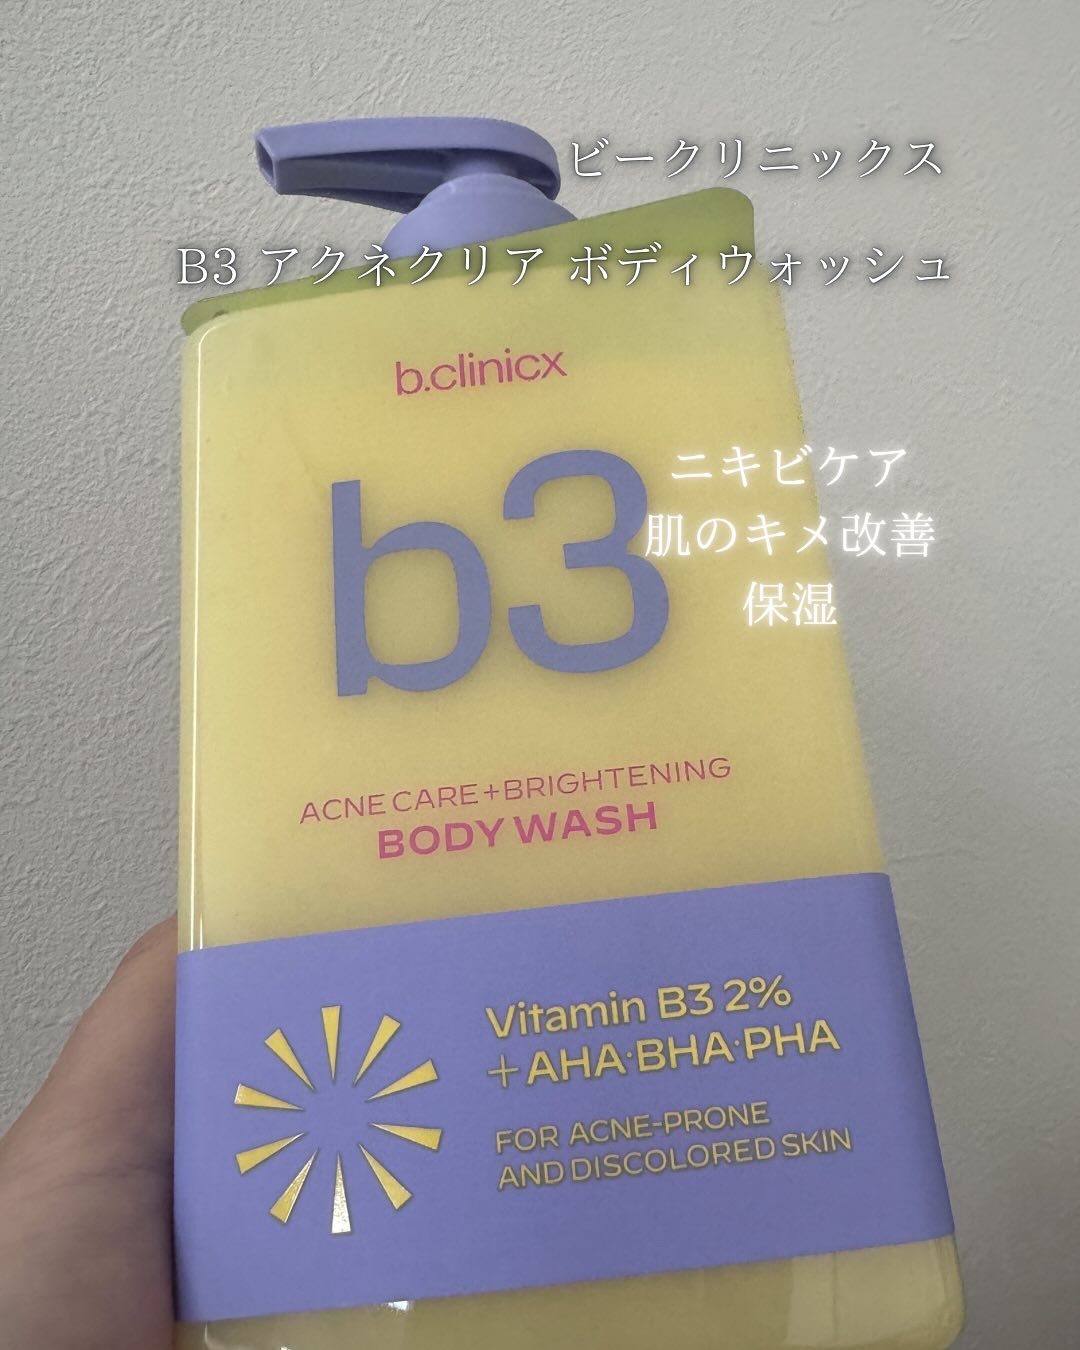 ビークリニックス
B3 アクネクリア ボディウォッシュ
b.clinicx
b3
ニキビケア
肌のキメ改善
保湿
ACNE CARE+BRIGHTENING
BODY WASH
Vitamin B3 2%
+AHA·BHA·PHA
FOR ACNE-PRONE
AND DISCOLORED SKIN